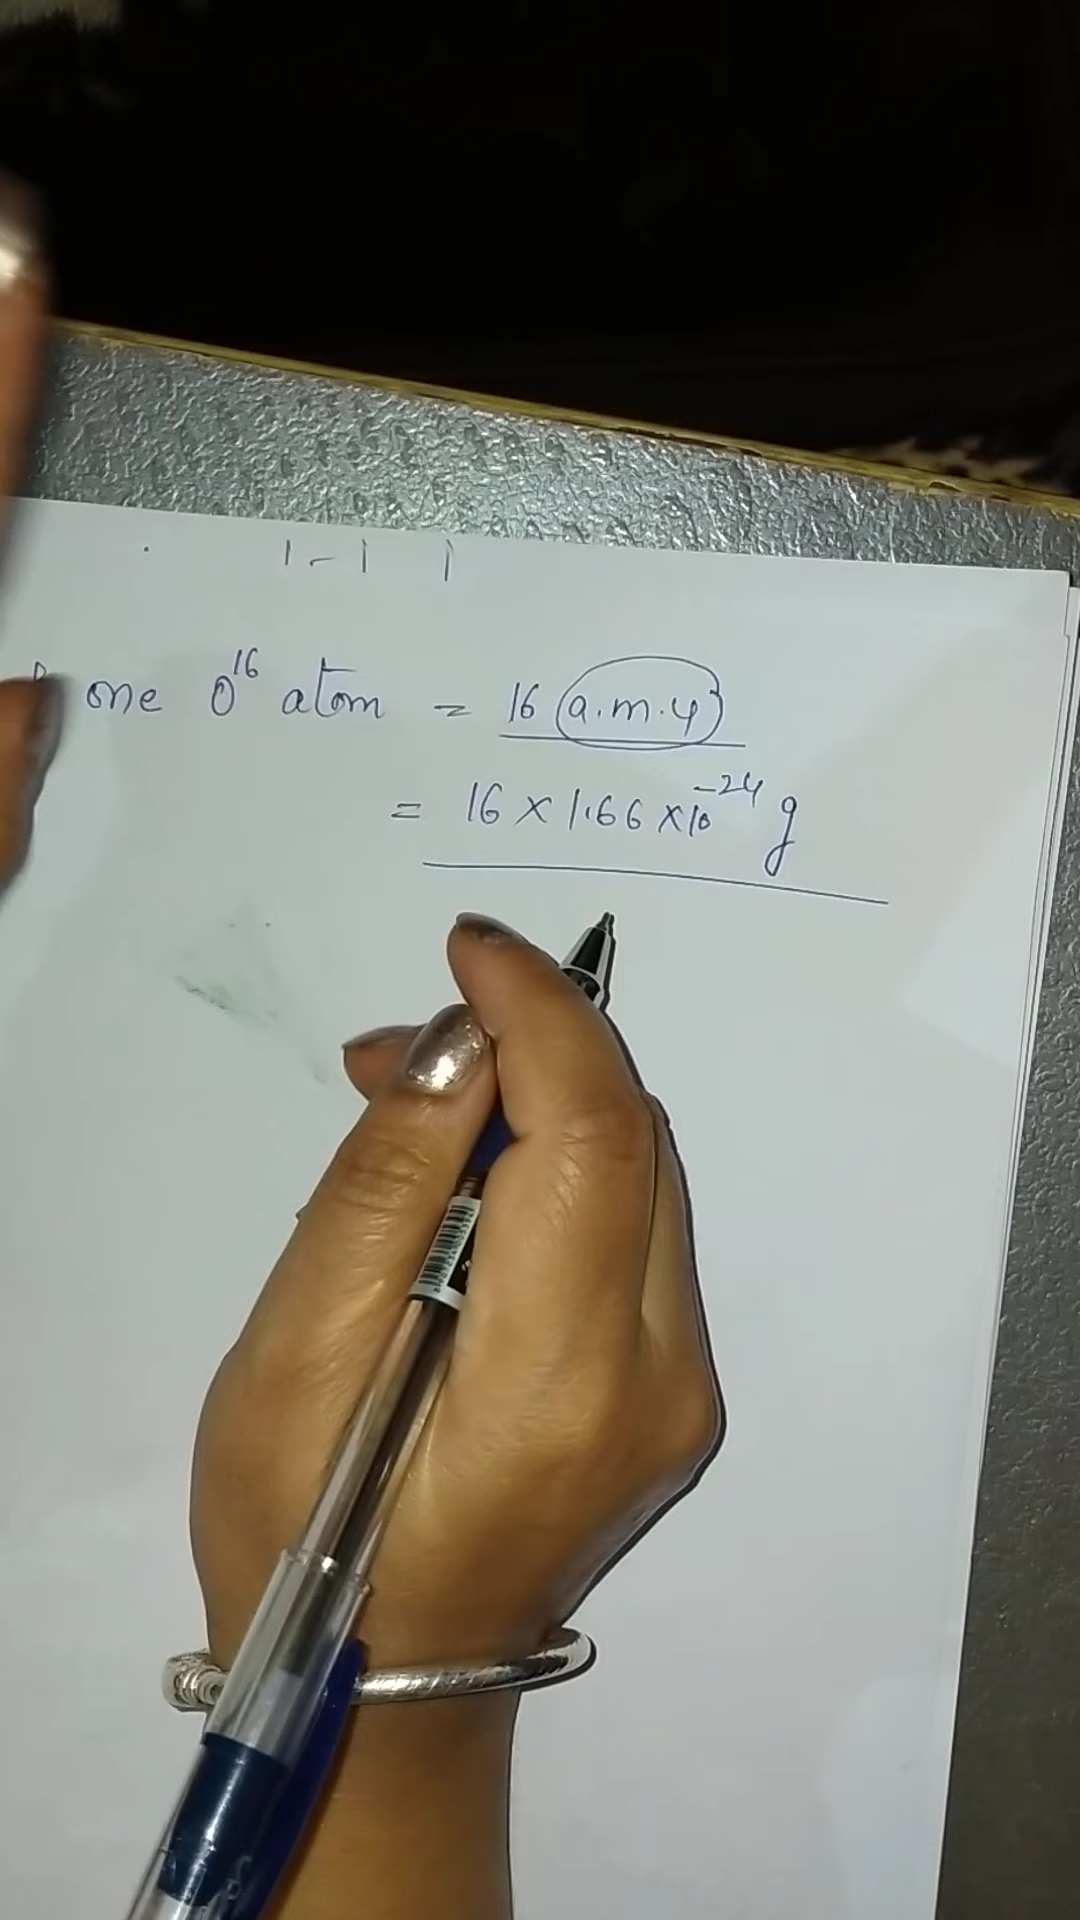 one O¹⁶ atom = 16 a.m.u
= 16 x 1.66 x 10⁻²⁴ g